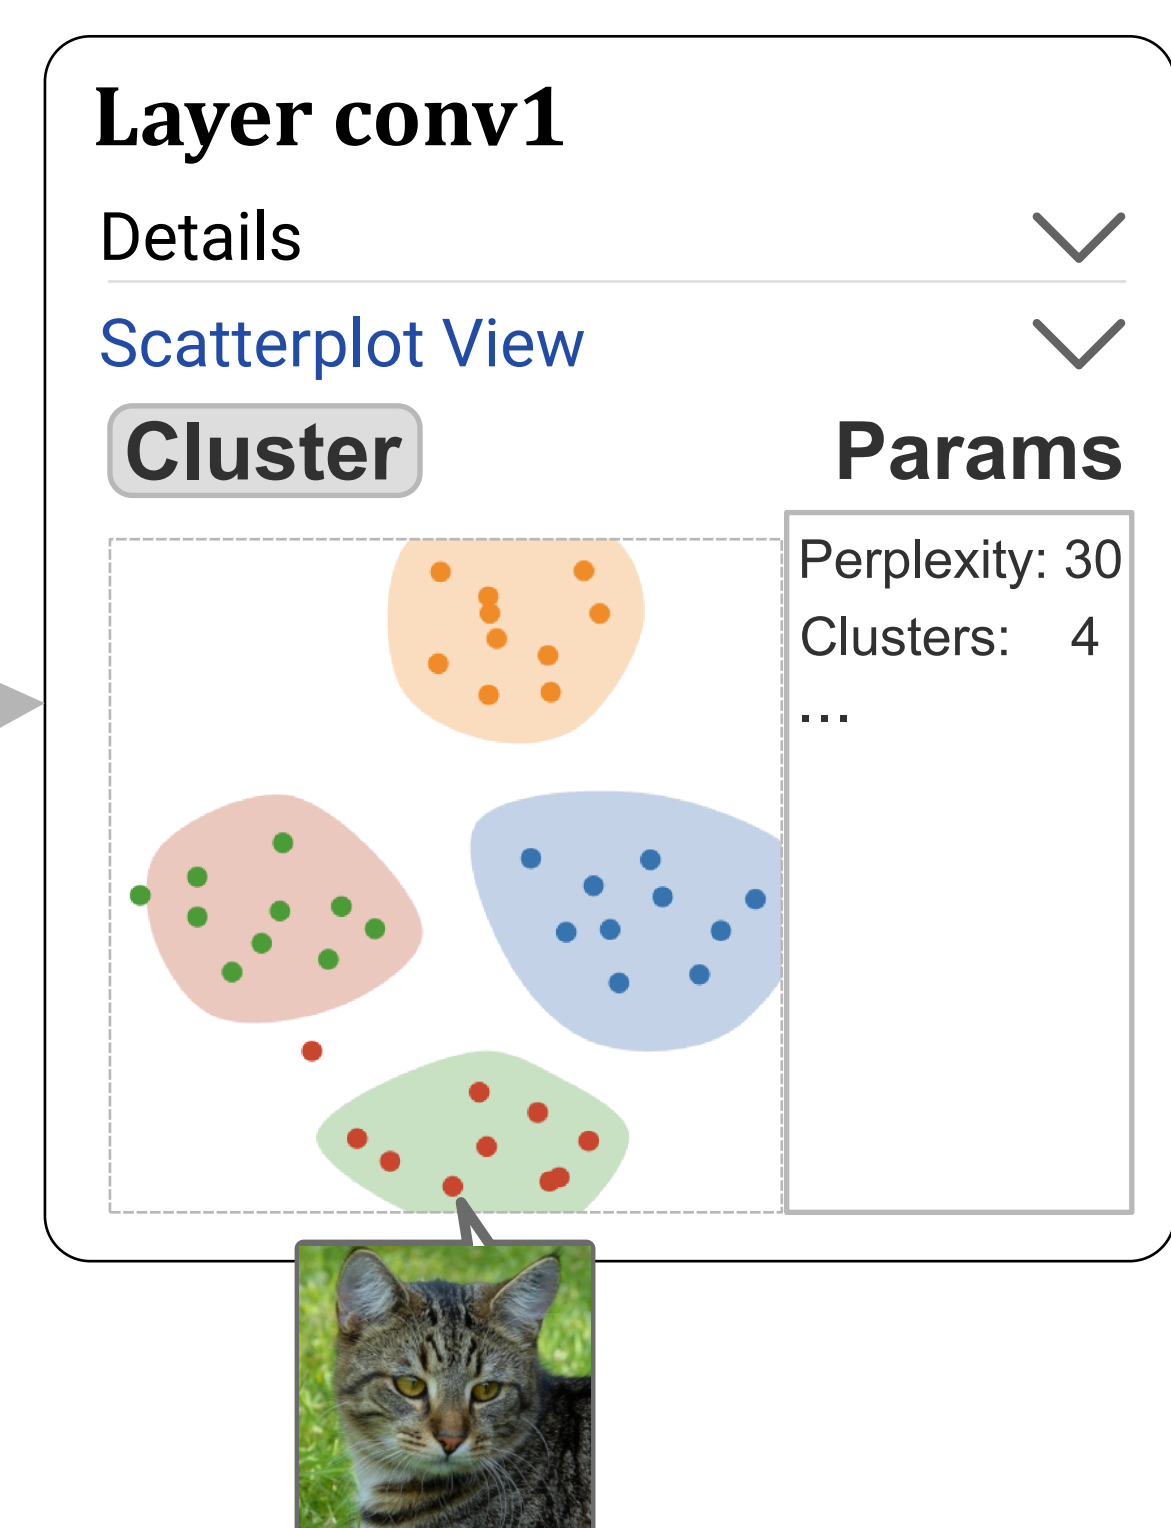 Layer conv1
Details
Scatterplot View
Cluster
Params
Perplexity: 30
Clusters: 4
...